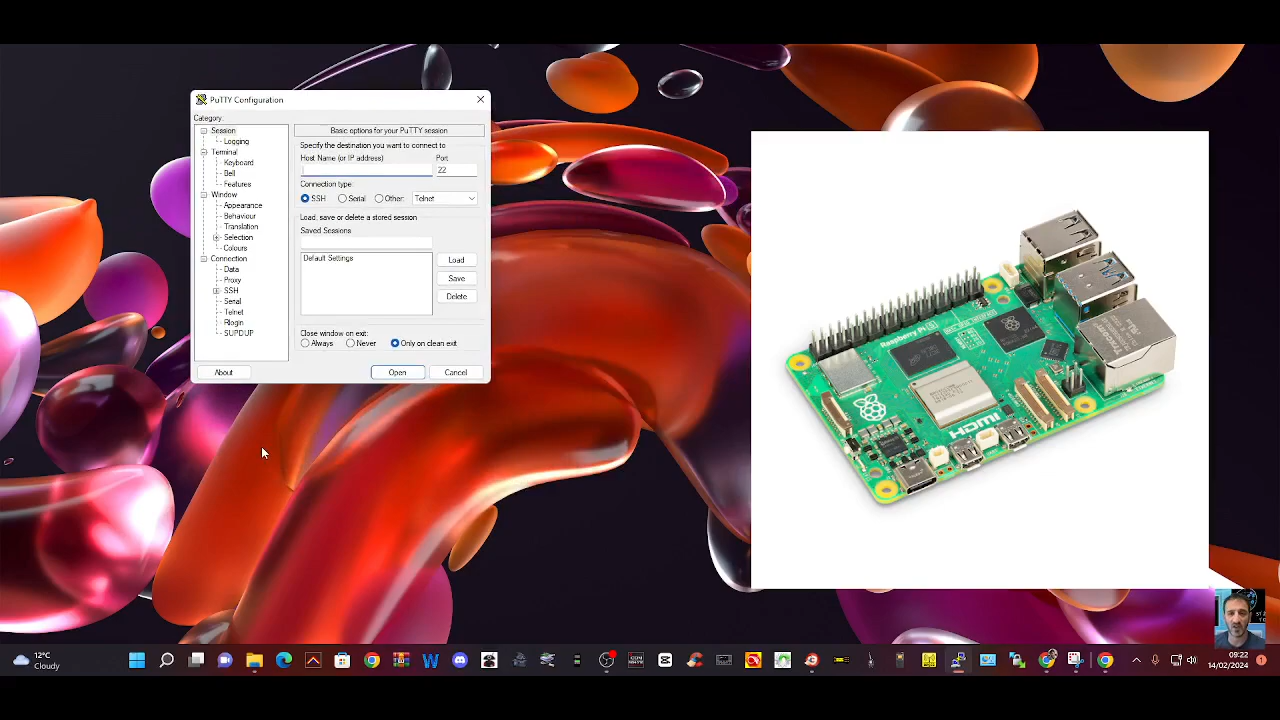 PuTTY Configuration
Category:
Session
Logging
Terminal
Keyboard
Bell
Features
Window
Appearance
Behaviour
Translation
Selection
Colours
Connection
Data
Proxy
SSH
Serial
Telnet
Rlogin
SUPDUP
Basic options for your PuTTY session
Specify the destination you want to connect to
Host Name (or IP address)
Port
22
Connection type:
SSH
Serial
Other:
Telnet
Load, save or delete a stored session
Saved Sessions
Default Settings
Load
Save
Delete
Close window on exit:
Always
Never
Only on clean exit
About
Open
Cancel
Raspberry Pi 5
HDMI
12°C
Cloudy
09:22
14/02/2024